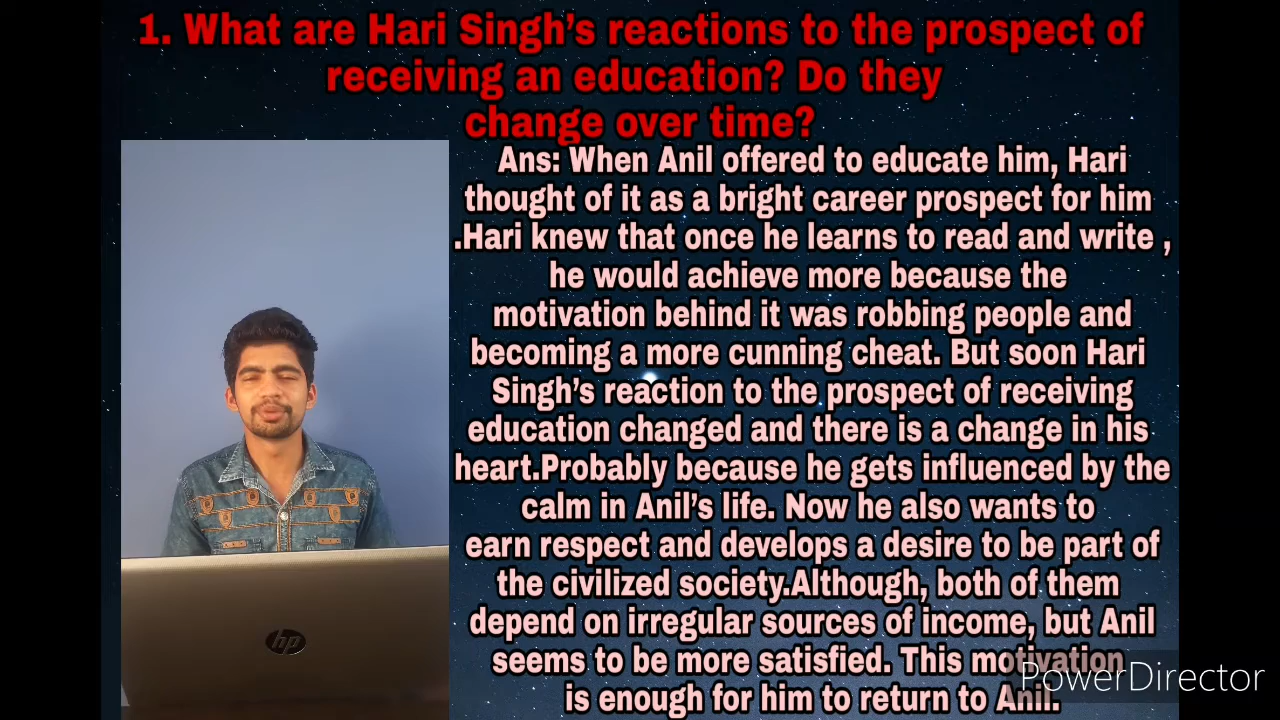 1. What are Hari Singh’s reactions to the prospect of
receiving an education? Do they
change over time?
Ans: When Anil offered to educate him, Hari
thought of it as a bright career prospect for him
.Hari knew that once he learns to read and write ,
he would achieve more because the
motivation behind it was robbing people and
becoming a more cunning cheat. But soon Hari
Singh’s reaction to the prospect of receiving
education changed and there is a change in his
heart.Probably because he gets influenced by the
calm in Anil’s life. Now he also wants to
earn respect and develops a desire to be part of
the civilized society.Although, both of them
depend on irregular sources of income, but Anil
seems to be more satisfied. This motivation
is enough for him to return to Anil.
hp
PowerDirector